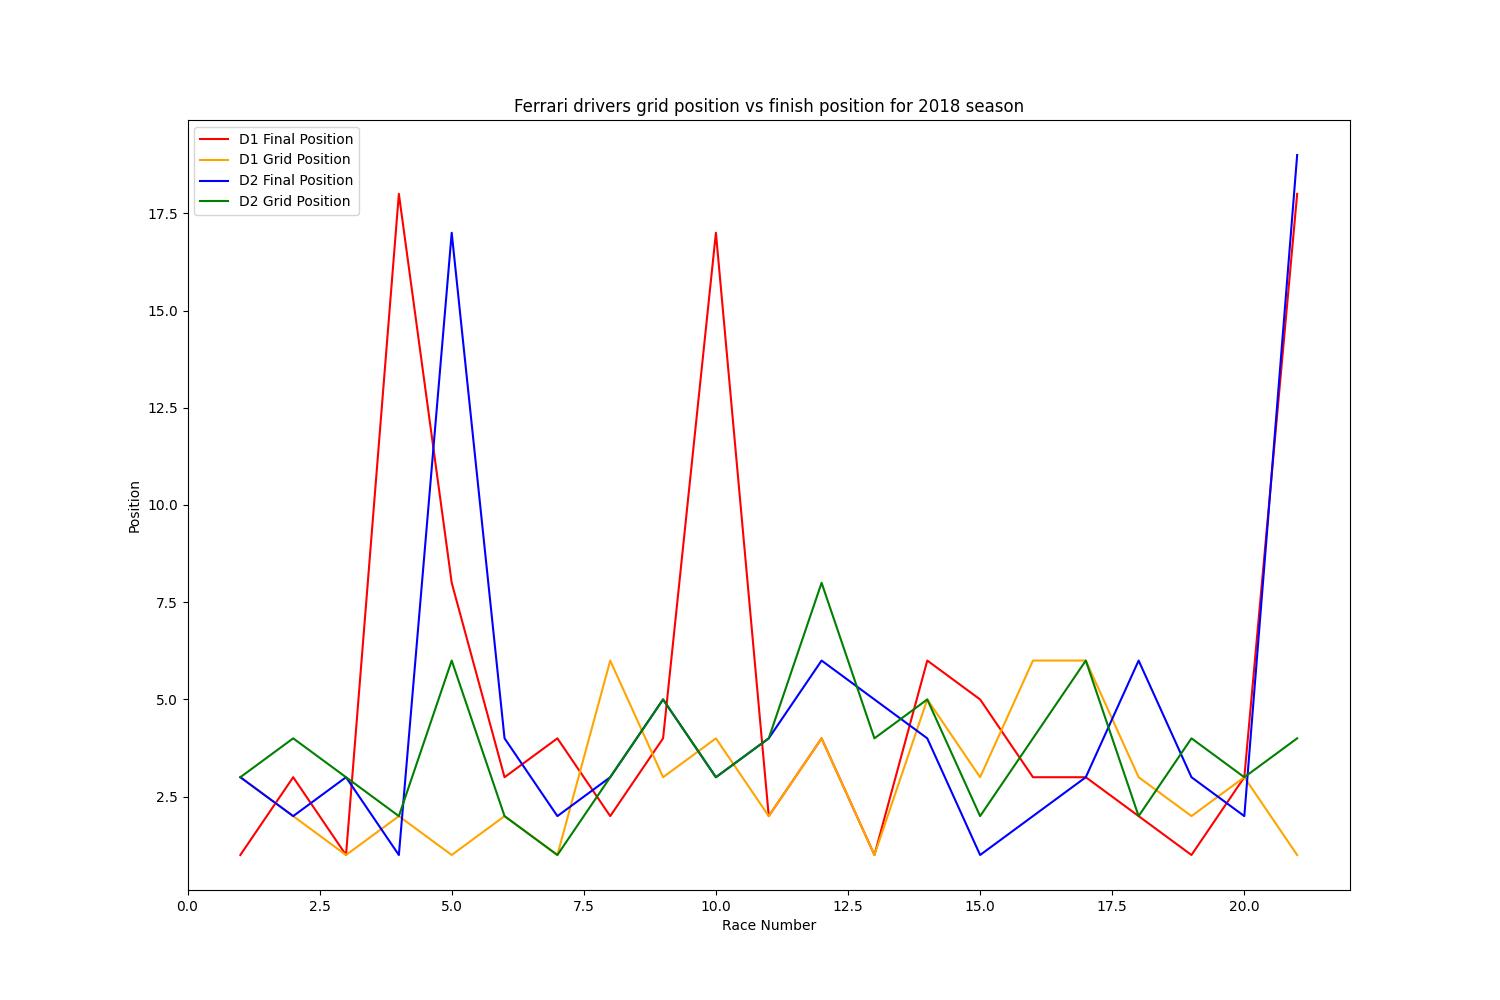 Ferrari drivers grid position vs finish position for 2018 season
D1 Final Position
D1 Grid Position
D2 Final Position
D2 Grid Position
17.5
15.0
12.5
10.0
7.5
5.0
2.5
Position
0.0 2.5 5.0 7.5 10.0 12.5 15.0 17.5 20.0
Race Number